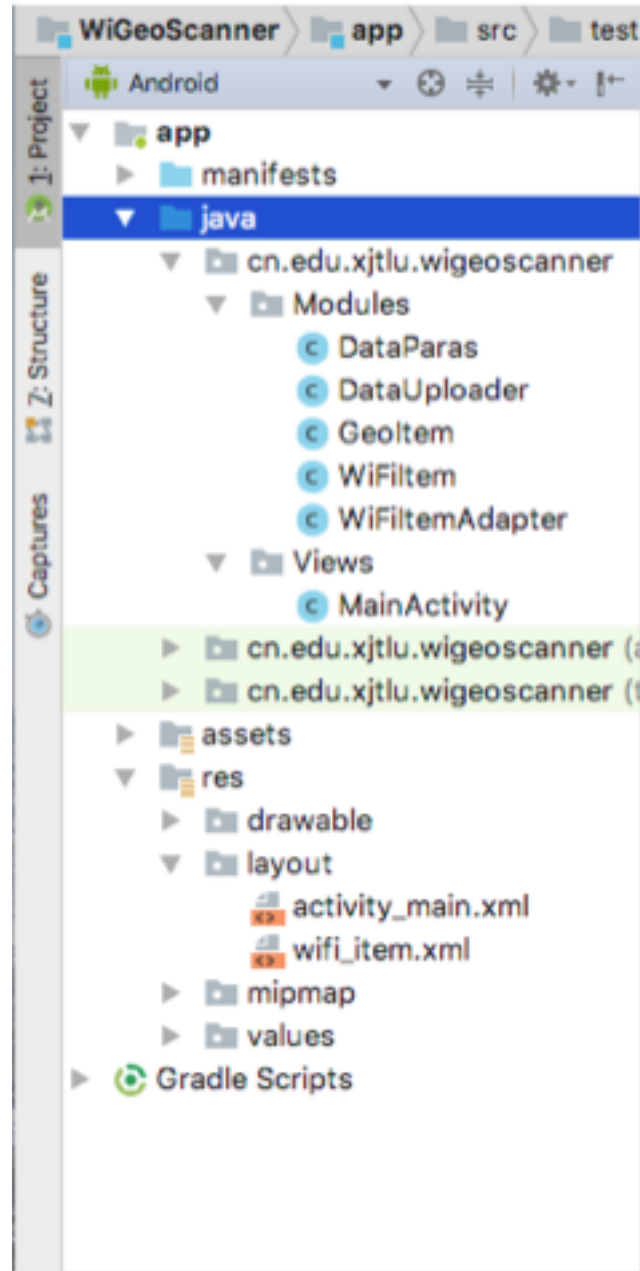 WiGeoScanner app src test
Android
1: Project
Z: Structure
Captures
app
manifests
java
cn.edu.xjtlu.wigeoscanner
Modules
DataParas
DataUploader
GeoItem
WiFiItem
WiFiItemAdapter
Views
MainActivity
cn.edu.xjtlu.wigeoscanner (a
cn.edu.xjtlu.wigeoscanner (t
assets
res
drawable
layout
activity_main.xml
wifi_item.xml
mipmap
values
Gradle Scripts